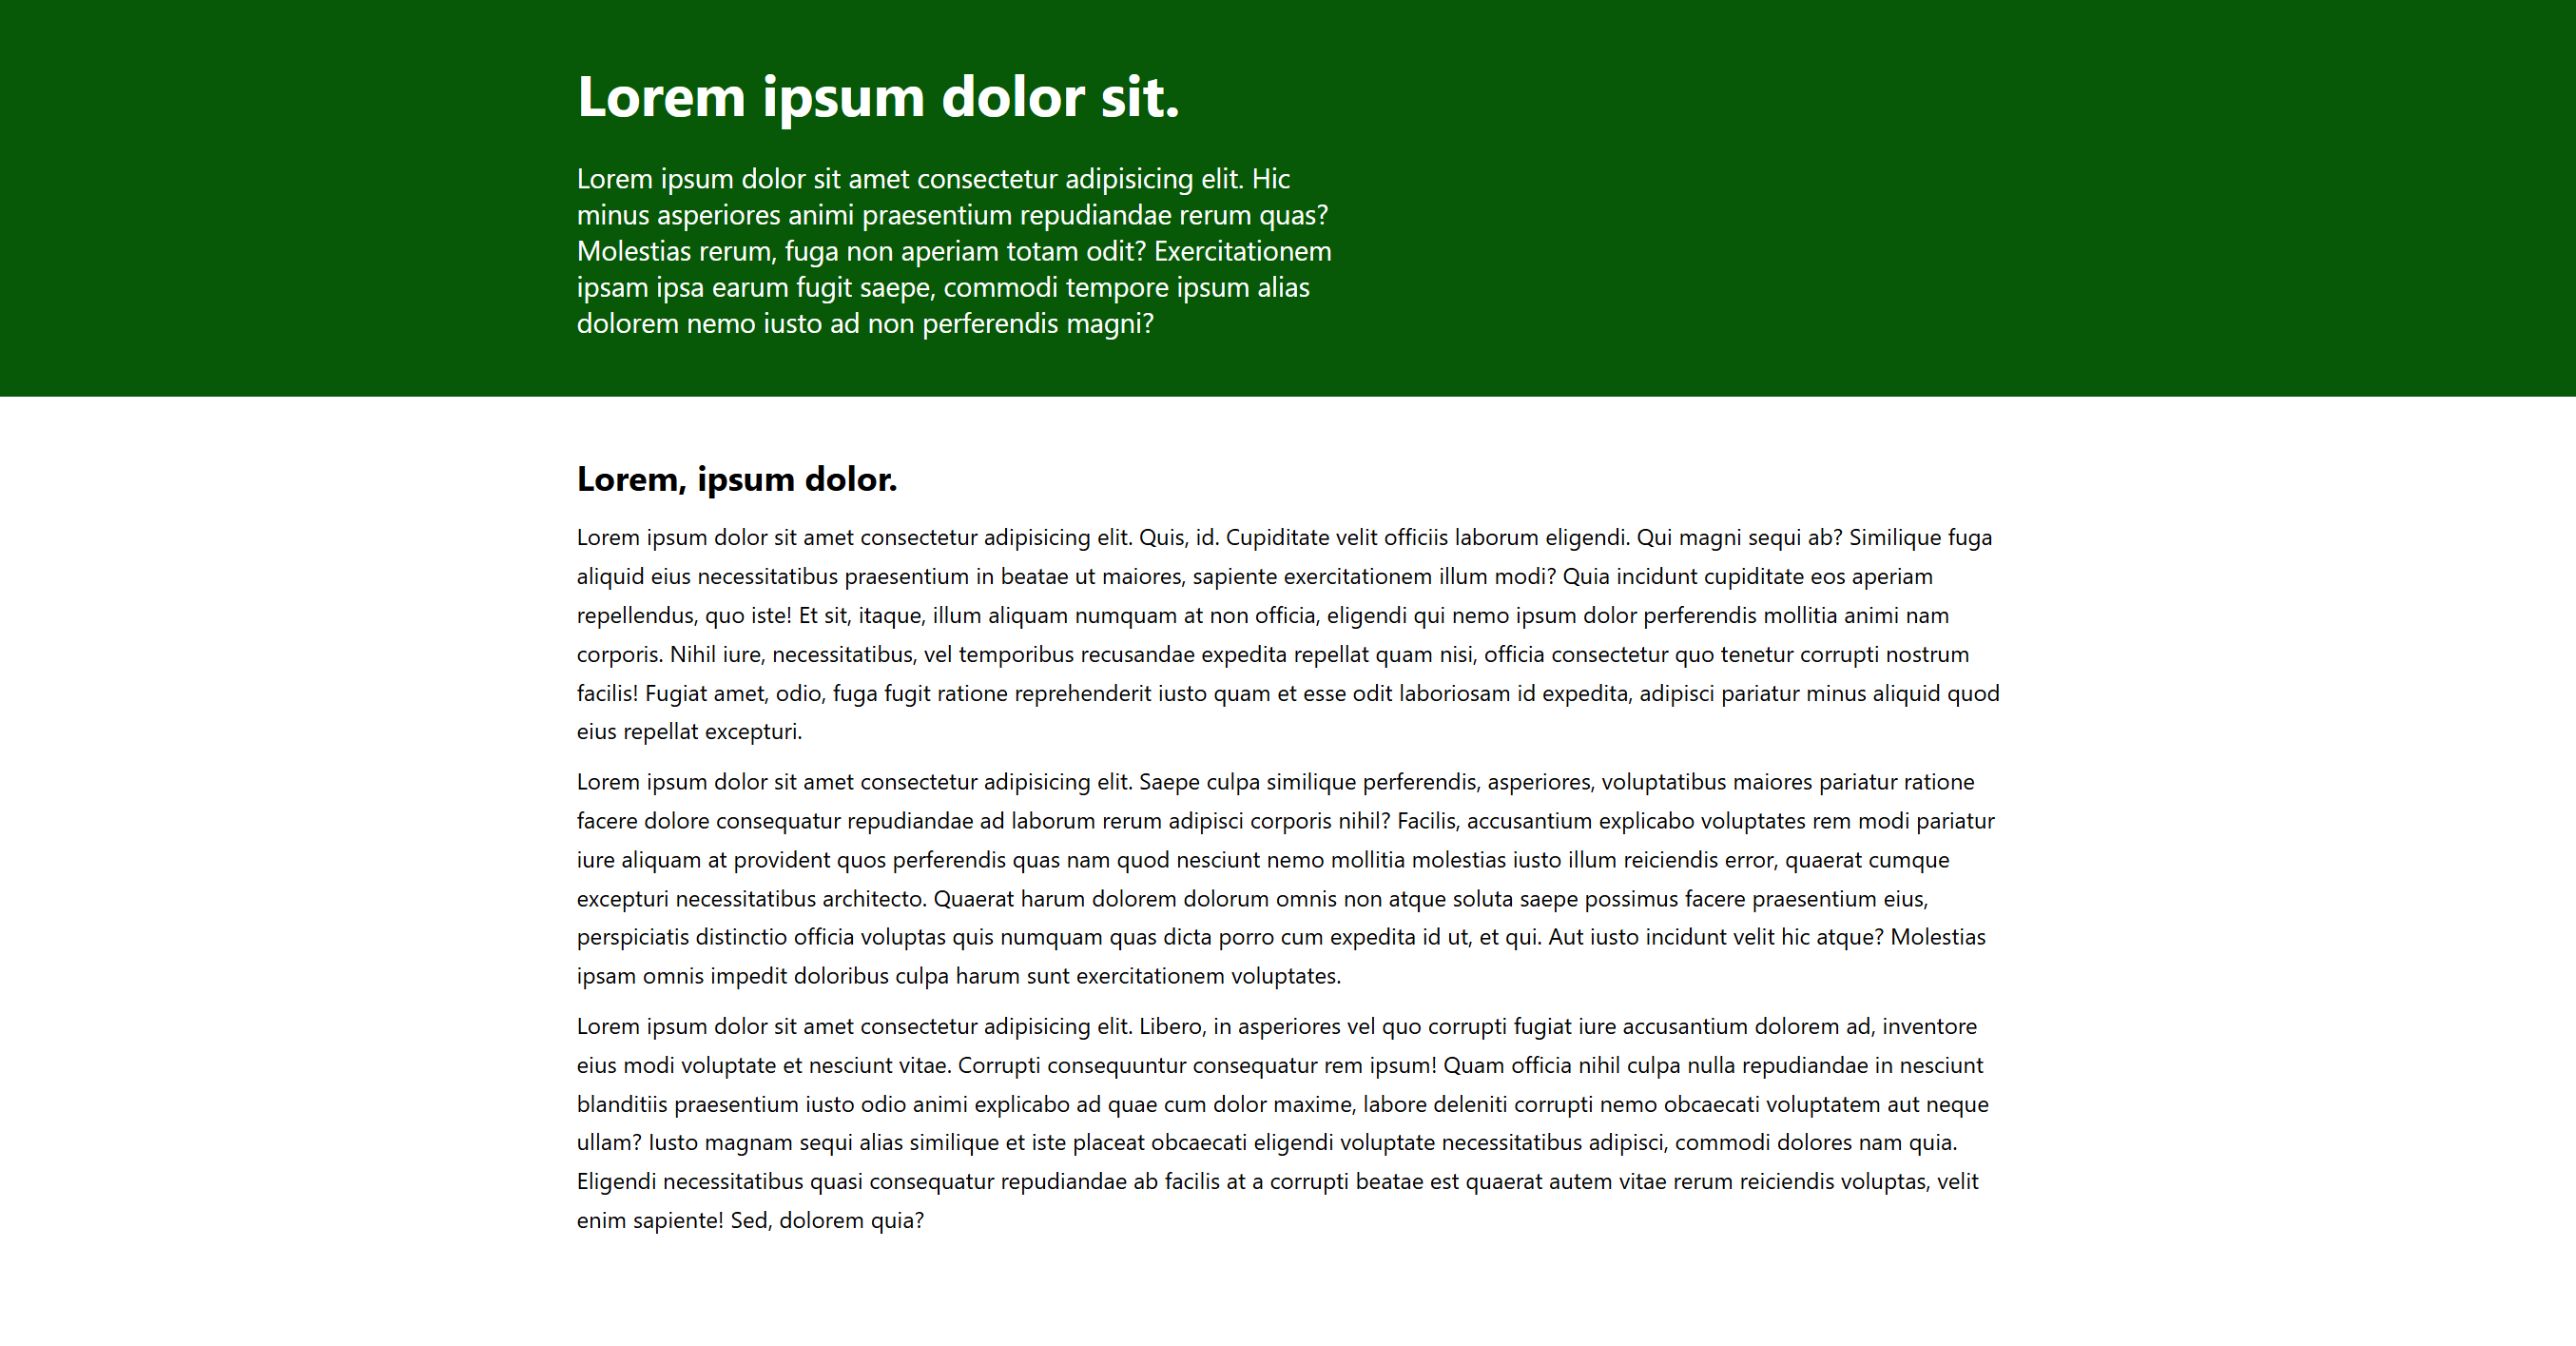 Lorem ipsum dolor sit.
Lorem ipsum dolor sit amet consectetur adipisicing elit. Hic
minus asperiores animi praesentium repudiandae rerum quas?
Molestias rerum, fuga non aperiam totam odit? Exercitationem
ipsam ipsa earum fugit saepe, commodi tempore ipsum alias
dolorem nemo iusto ad non perferendis magni?
Lorem, ipsum dolor.
Lorem ipsum dolor sit amet consectetur adipisicing elit. Quis, id. Cupiditate velit officiis laborum eligendi. Qui magni sequi ab? Similique fuga
aliquid eius necessitatibus praesentium in beatae ut maiores, sapiente exercitationem illum modi? Quia incidunt cupiditate eos aperiam
repellendus, quo iste! Et sit, itaque, illum aliquam numquam at non officia, eligendi qui nemo ipsum dolor perferendis mollitia animi nam
corporis. Nihil iure, necessitatibus, vel temporibus recusandae expedita repellat quam nisi, officia consectetur quo tenetur corrupti nostrum
facilis! Fugiat amet, odio, fuga fugit ratione reprehenderit iusto quam et esse odit laboriosam id expedita, adipisci pariatur minus aliquid quod
eius repellat excepturi.
Lorem ipsum dolor sit amet consectetur adipisicing elit. Saepe culpa similique perferendis, asperiores, voluptatibus maiores pariatur ratione
facere dolore consequatur repudiandae ad laborum rerum adipisci corporis nihil? Facilis, accusantium explicabo voluptates rem modi pariatur
iure aliquam at provident quos perferendis quas nam quod nesciunt nemo mollitia molestias iusto illum reiciendis error, quaerat cumque
excepturi necessitatibus architecto. Quaerat harum dolorem dolorum omnis non atque soluta saepe possimus facere praesentium eius,
perspiciatis distinctio officia voluptas quis numquam quas dicta porro cum expedita id ut, et qui. Aut iusto incidunt velit hic atque? Molestias
ipsam omnis impedit doloribus culpa harum sunt exercitationem voluptates.
Lorem ipsum dolor sit amet consectetur adipisicing elit. Libero, in asperiores vel quo corrupti fugiat iure accusantium dolorem ad, inventore
eius modi voluptate et nesciunt vitae. Corrupti consequuntur consequatur rem ipsum! Quam officia nihil culpa nulla repudiandae in nesciunt
blanditiis praesentium iusto odio animi explicabo ad quae cum dolor maxime, labore deleniti corrupti nemo obcaecati voluptatem aut neque
ullam? Iusto magnam sequi alias similique et iste placeat obcaecati eligendi voluptate necessitatibus adipisci, commodi dolores nam quia.
Eligendi necessitatibus quasi consequatur repudiandae ab facilis at a corrupti beatae est quaerat autem vitae rerum reiciendis voluptas, velit
enim sapiente! Sed, dolorem quia?